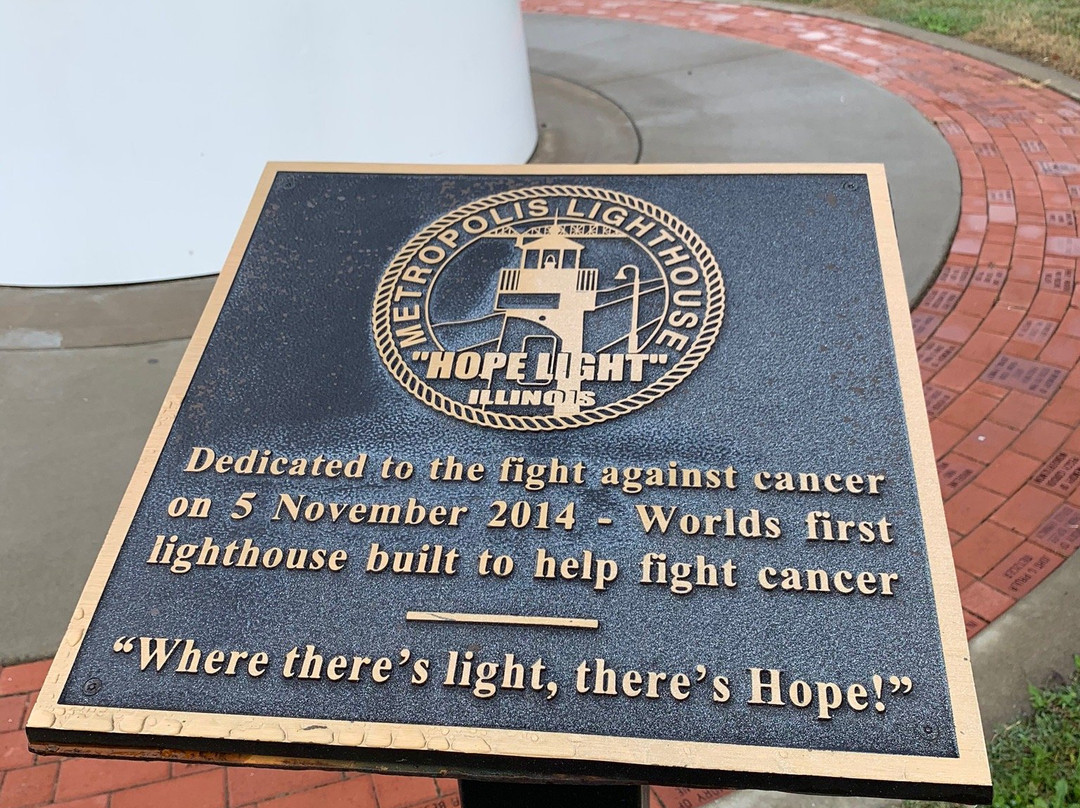 METROPOLIS LIGHTHOUSE
"HOPE LIGHT"
ILLINOIS
Dedicated to the fight against cancer
on 5 November 2014 - Worlds first
lighthouse built to help fight cancer
“Where there’s light, there’s Hope!”